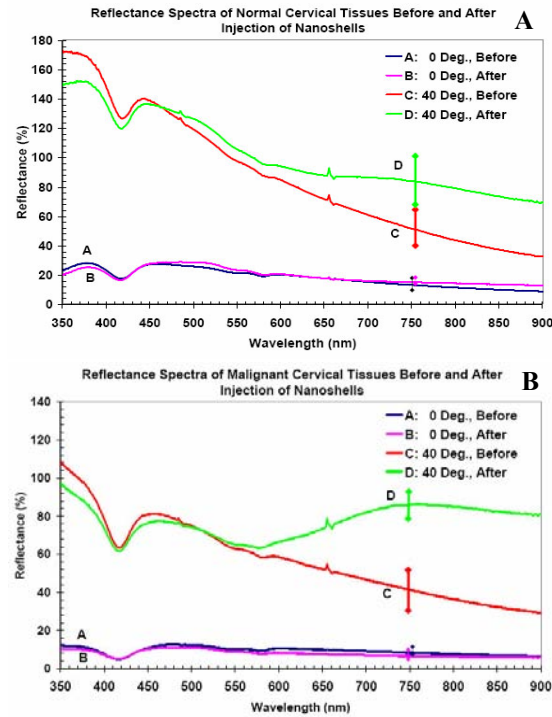 Reflectance Spectra of Normal Cervical Tissues Before and After
Injection of Nanoshells
A
180
160
140
120
100
80
60
40
20
0
Reflectance (%)
A: 0 Deg., Before
B: 0 Deg., After
C: 40 Deg., Before
D: 40 Deg., After
D
C
A
B
350 400 450 500 550 600 650 700 750 800 850 900
Wavelength (nm)
Reflectance Spectra of Malignant Cervical Tissues Before and After
Injection of Nanoshells
B
140
120
100
80
60
40
20
0
Reflectance (%)
A: 0 Deg., Before
B: 0 Deg., After
C: 40 Deg., Before
D: 40 Deg., After
D
C
A
B
350 400 450 500 550 600 650 700 750 800 850 900
Wavelength (nm)